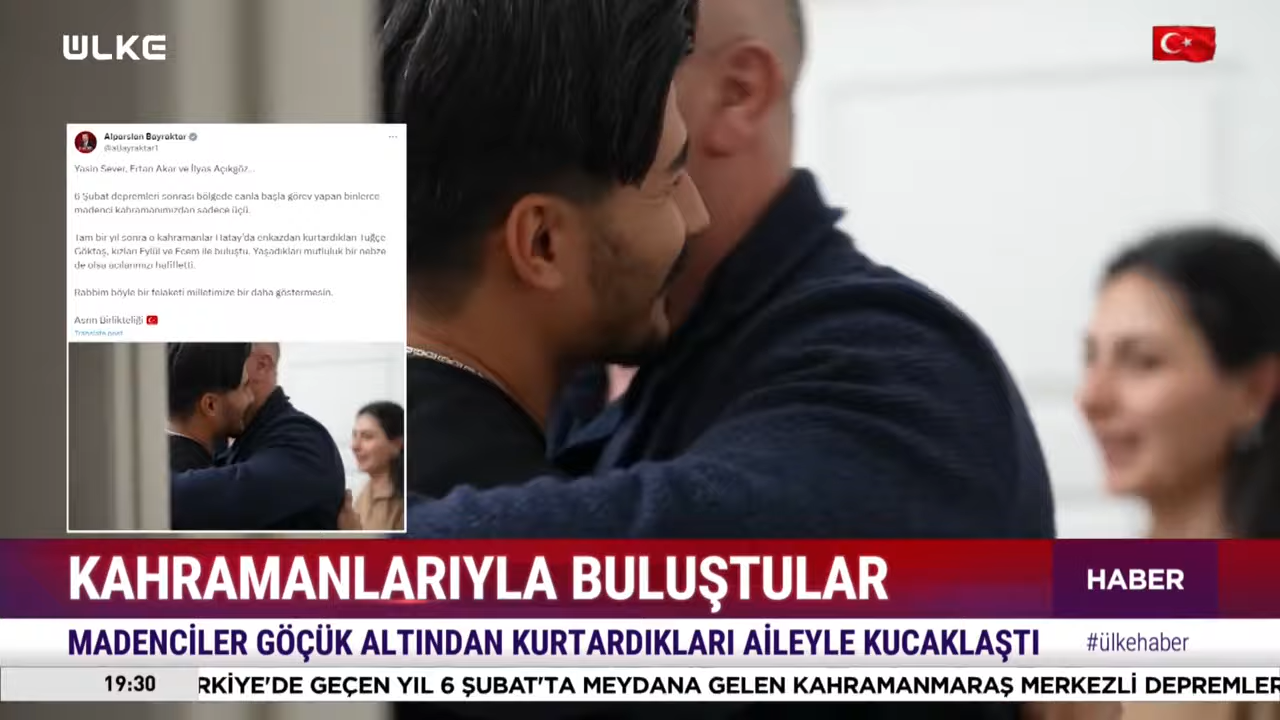 ÜLKE
Alparslan Bayraktar
@aBayraktar1
Yasin Sever, Ertan Akar ve İlyas Açıkgöz...
6 Şubat depremleri sonrası bölgede canla başla görev yapan binlerce
madenci kahramanımızdan sadece üçü.
Tam bir yıl sonra o kahramanlar Hatay'da enkazdan kurtardıkları Tuğçe
Göktaş, kızları Eylül ve Ecem ile buluştu. Yaşadıkları mutluluk bir nebze
de olsa acılarımızı hafifletti.
Rabbim böyle bir felaketi milletimize bir daha göstermesin.
Asrın Birlikteliği
Translate post
KAHRAMANLARIYLA BULUŞTULAR
HABER
MADENCİLER GÖÇÜK ALTINDAN KURTARDIKLARI AİLEYLE KUCAKLAŞTI
#ülkehaber
19:30
RKİYE'DE GEÇEN YIL 6 ŞUBAT'TA MEYDANA GELEN KAHRAMANMARAŞ MERKEZLİ DEPREMLER